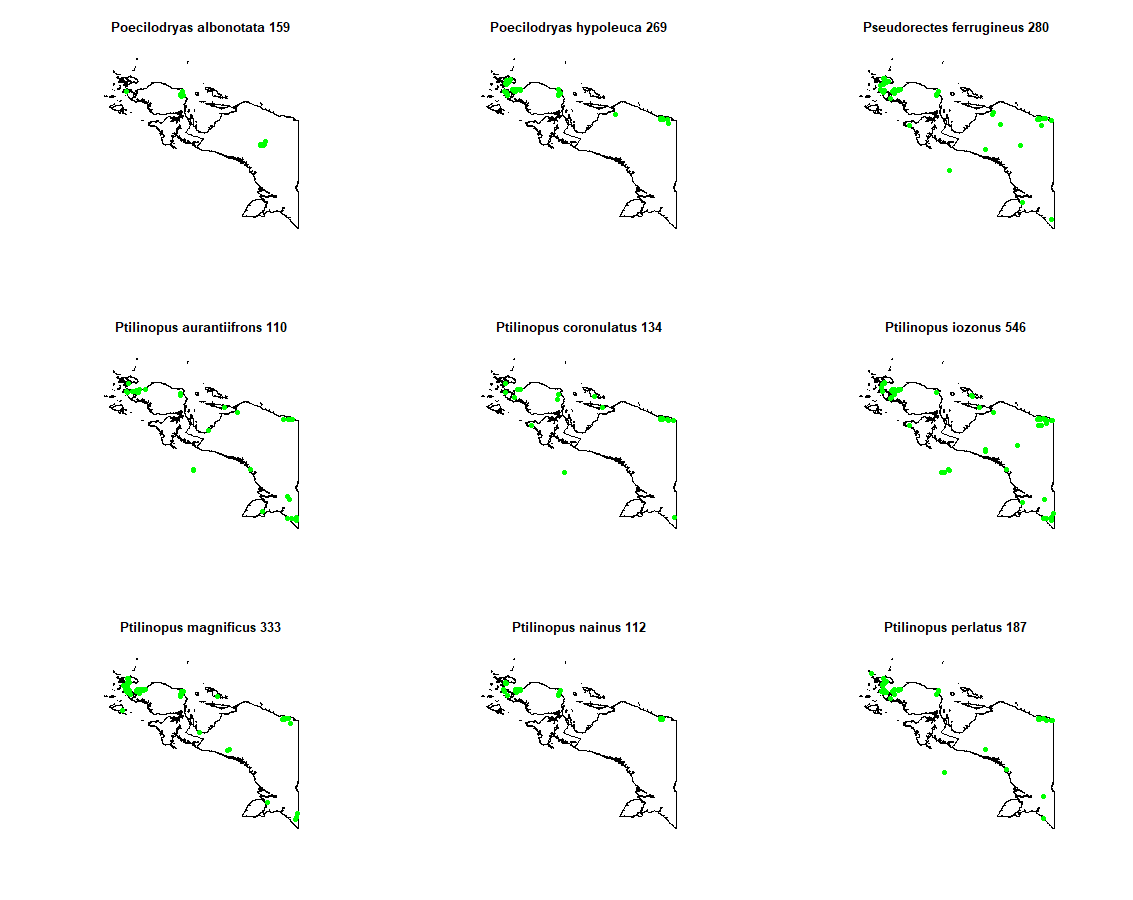 Poecilodryas albonotata 159
Poecilodryas hypoleuca 269
Pseudorectes ferrugineus 280
Ptilinopus aurantiifrons 110
Ptilinopus coronulatus 134
Ptilinopus iozonus 546
Ptilinopus magnificus 333
Ptilinopus nainus 112
Ptilinopus perlatus 187